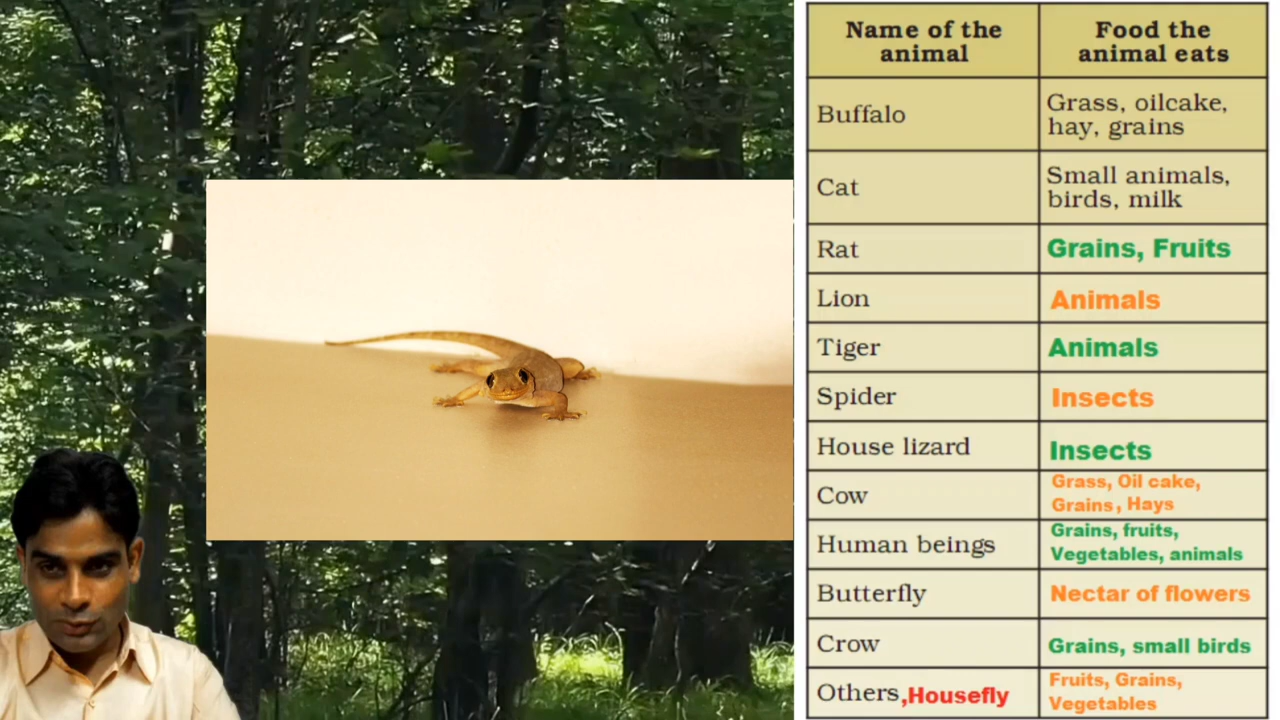 Name of the
animal
Food the
animal eats
Buffalo
Grass, oilcake,
hay, grains
Cat
Small animals,
birds, milk
Rat
Grains, Fruits
Lion
Animals
Tiger
Animals
Spider
Insects
House lizard
Insects
Cow
Grass, Oil cake,
Grains, Hays
Human beings
Grains, fruits,
Vegetables, animals
Butterfly
Nectar of flowers
Crow
Grains, small birds
Others,Housefly
Fruits, Grains,
Vegetables